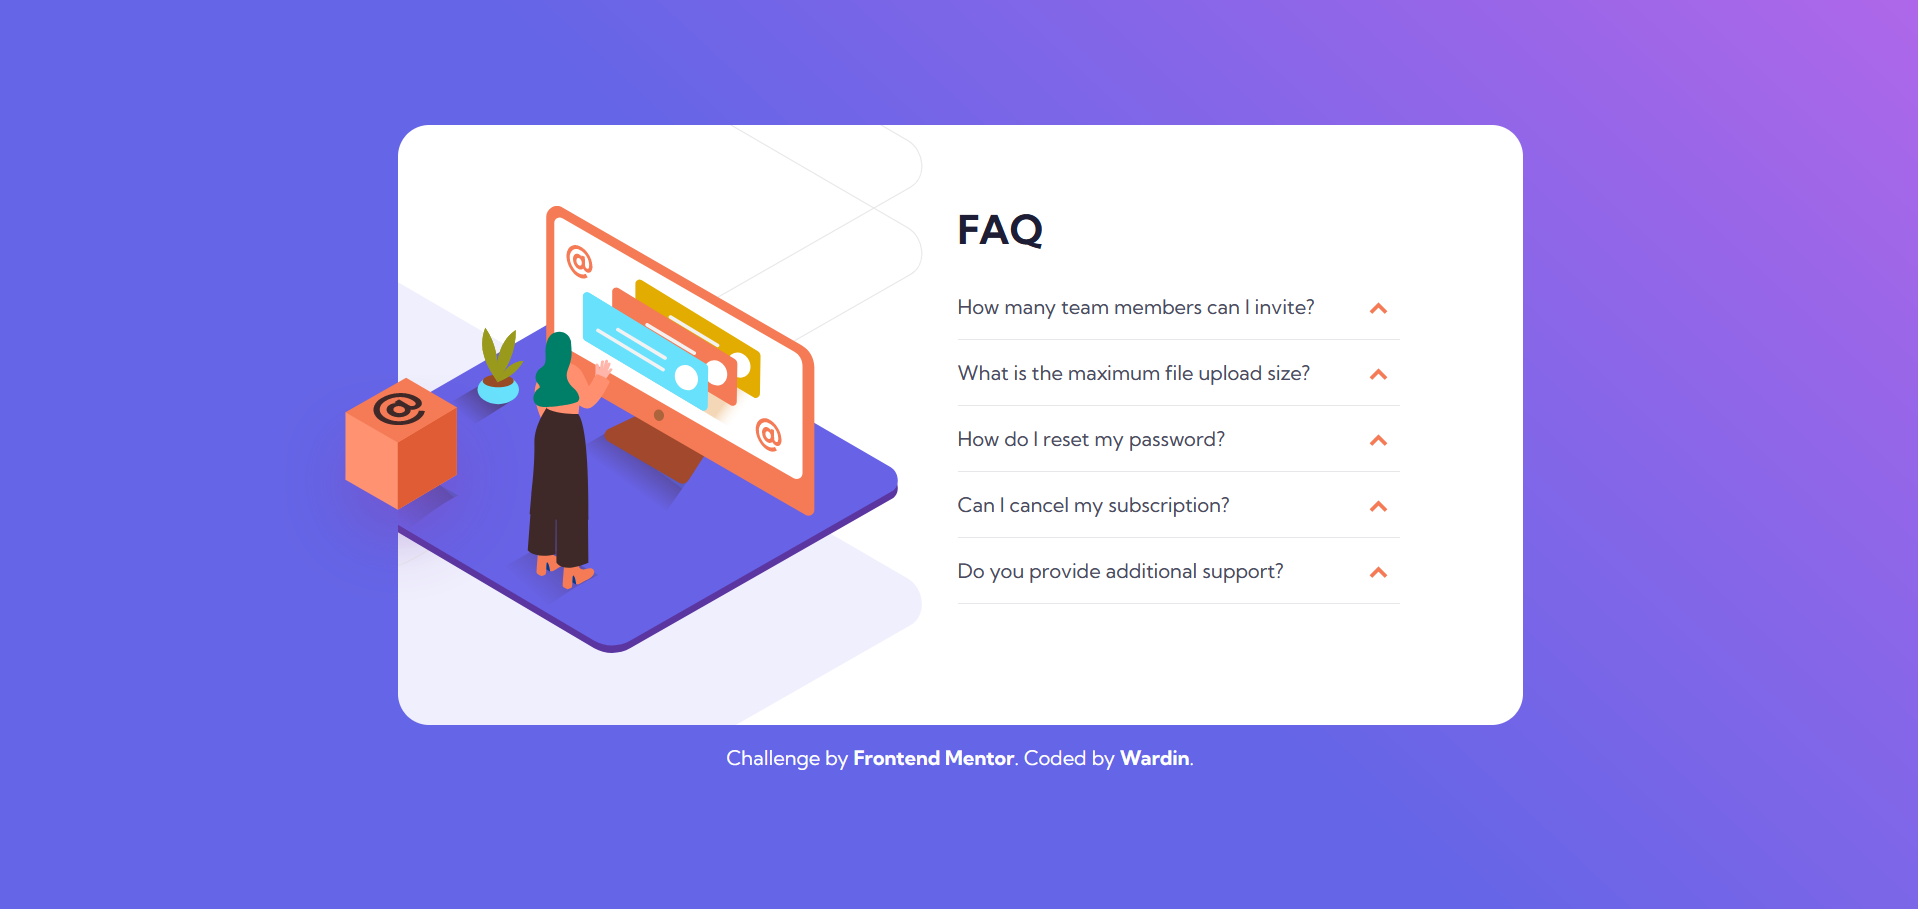 FAQ
How many team members can I invite?
What is the maximum file upload size?
How do I reset my password?
Can I cancel my subscription?
Do you provide additional support?
@
@
@
Challenge by Frontend Mentor. Coded by Wardin.